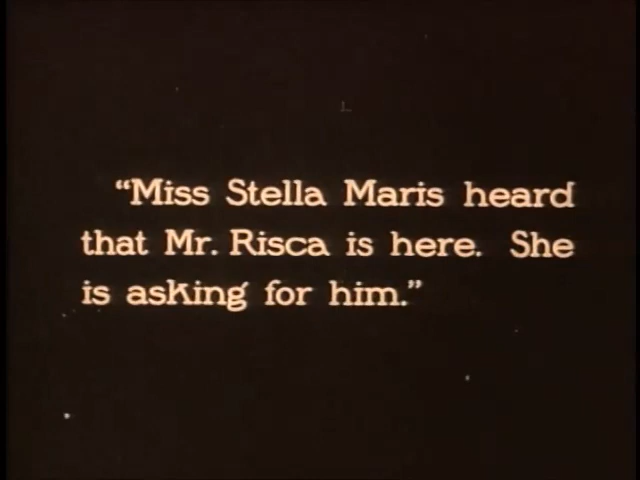 “Miss Stella Maris heard
that Mr. Risca is here. She
is asking for him.”